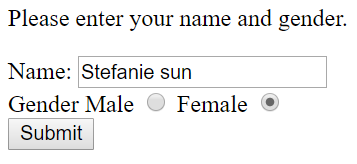 Please enter your name and gender.
Name: Stefanie sun
Gender Male Female
Submit